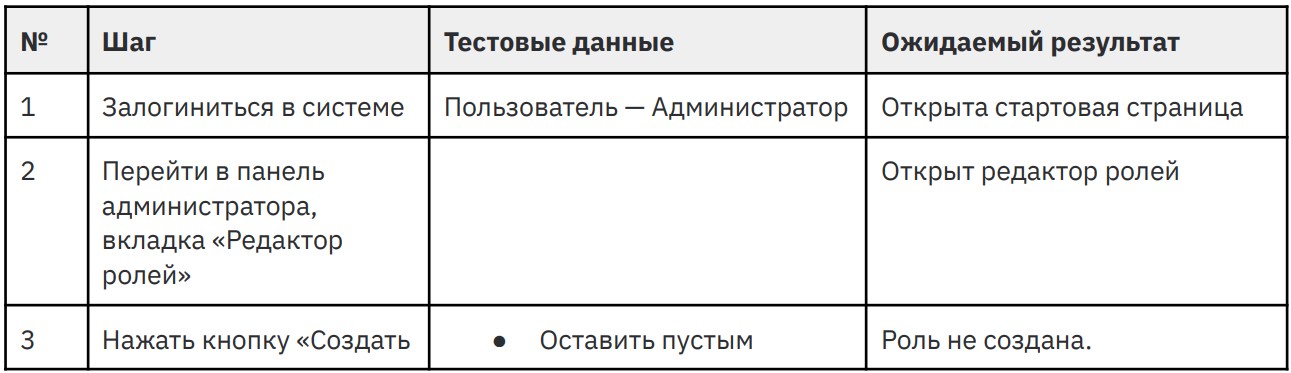 № Шаг Тестовые данные Ожидаемый результат
1 Залогиниться в системе Пользователь — Администратор Открыта стартовая страница
2 Перейти в панель Открыт редактор ролей
администратора,
вкладка «Редактор
ролей»
3 Нажать кнопку «Создать ● Оставить пустым Роль не создана.